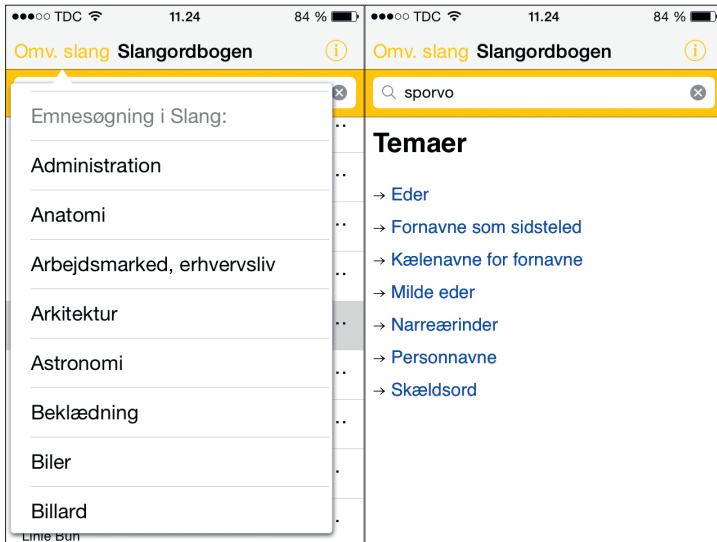 TDC 11.24 84 %
Omv. slang Slangordbogen
Emnesøgning i Slang:
Administration
Anatomi
Arbejdsmarked, erhvervsliv
Arkitektur
Astronomi
Beklædning
Biler
Billard
TDC 11.24 84 %
Omv. slang Slangordbogen
sporvo
Temaer
→ Eder
→ Fornavne som sidsteled
→ Kælenavne for fornavne
→ Milde eder
→ Narreærinder
→ Personnavne
→ Skældsord